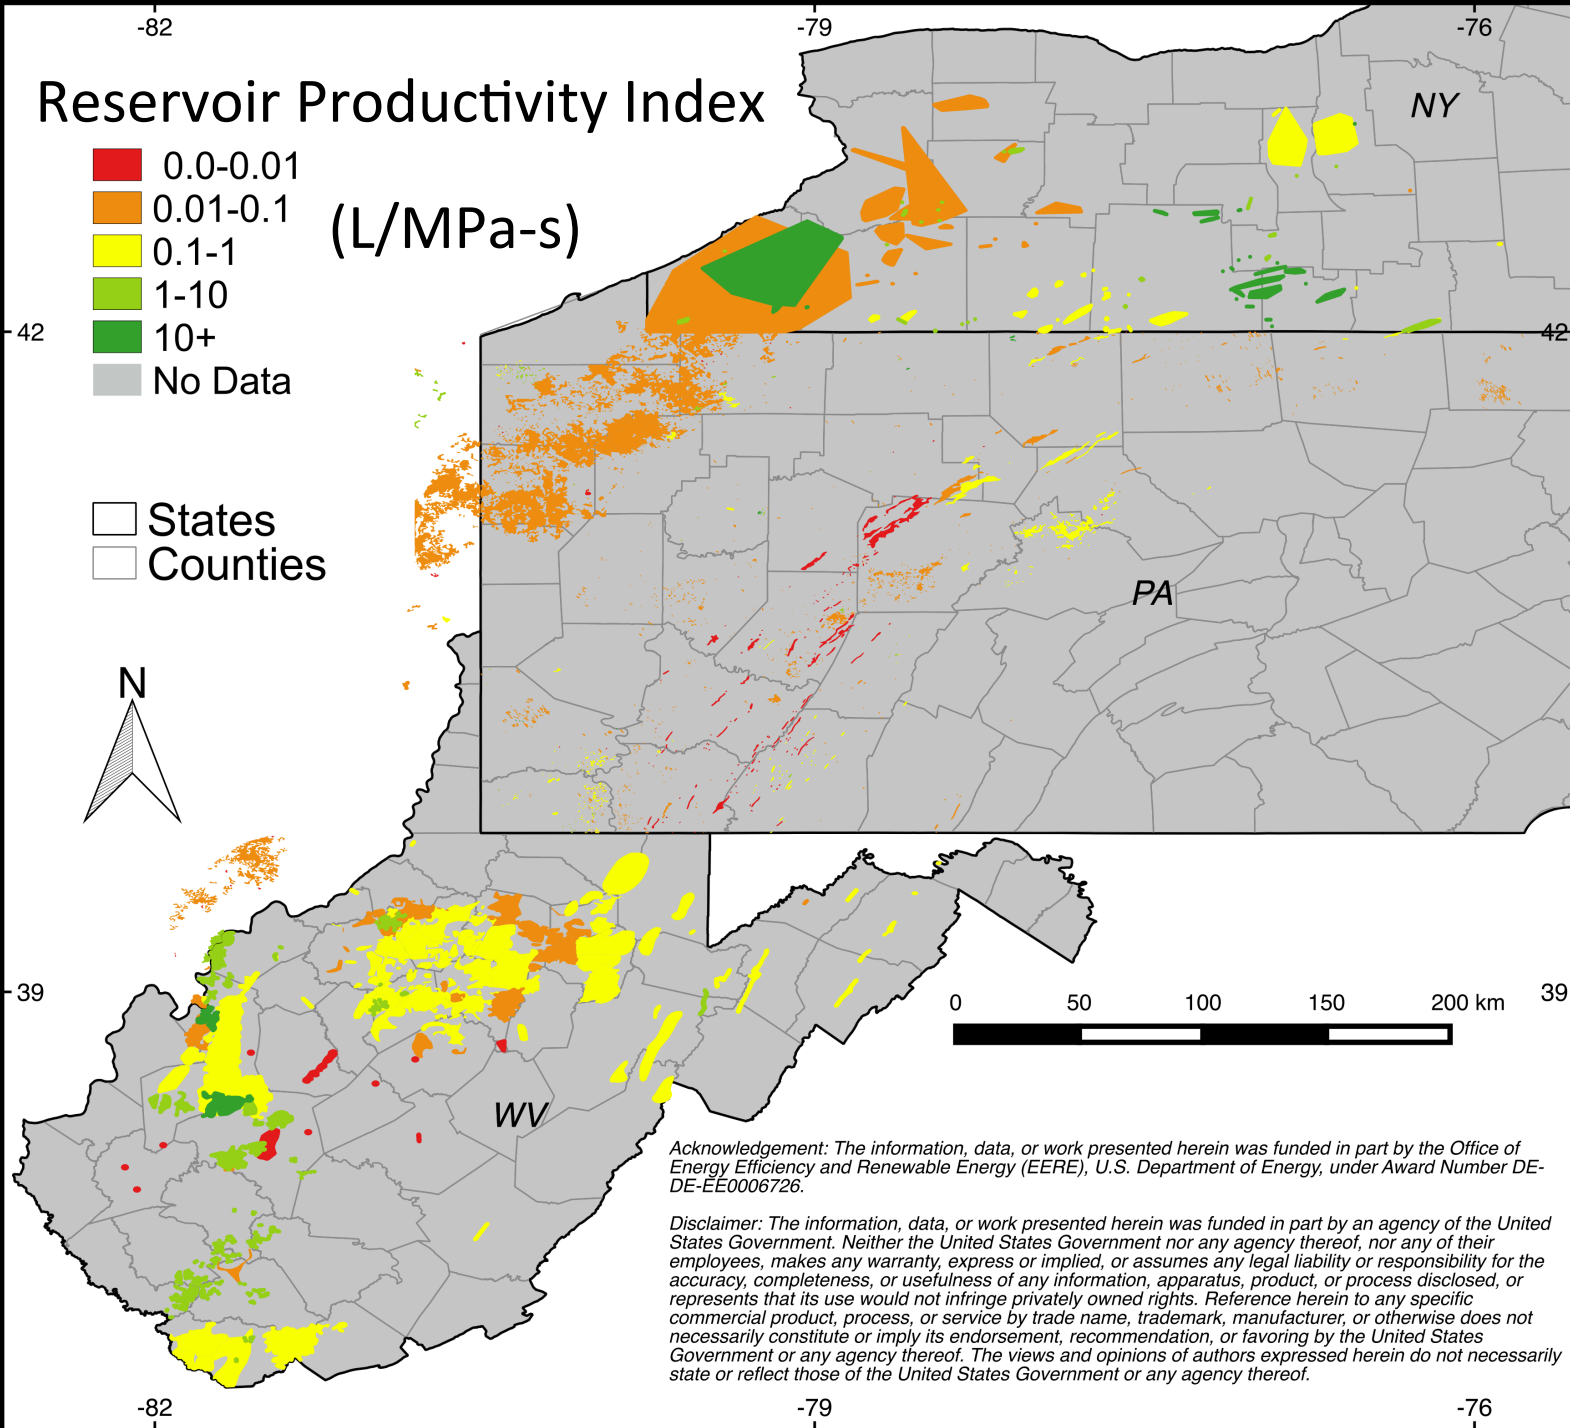 -82
-79
-76
Reservoir Productivity Index
(L/MPa-s)
0.0-0.01
0.01-0.1
0.1-1
1-10
10+
No Data
States
Counties
NY
42
42
PA
N
39
39
0 50 100 150 200 km
WV
Acknowledgement: The information, data, or work presented herein was funded in part by the Office of
Energy Efficiency and Renewable Energy (EERE), U.S. Department of Energy, under Award Number DE-
DE-EE0006726.
Disclaimer: The information, data, or work presented herein was funded in part by an agency of the United
States Government. Neither the United States Government nor any agency thereof, nor any of their
employees, makes any warranty, express or implied, or assumes any legal liability or responsibility for the
accuracy, completeness, or usefulness of any information, apparatus, product, or process disclosed, or
represents that its use would not infringe privately owned rights. Reference herein to any specific
commercial product, process, or service by trade name, trademark, manufacturer, or otherwise does not
necessarily constitute or imply its endorsement, recommendation, or favoring by the United States
Government or any agency thereof. The views and opinions of authors expressed herein do not necessarily
state or reflect those of the United States Government or any agency thereof.
-82
-79
-76